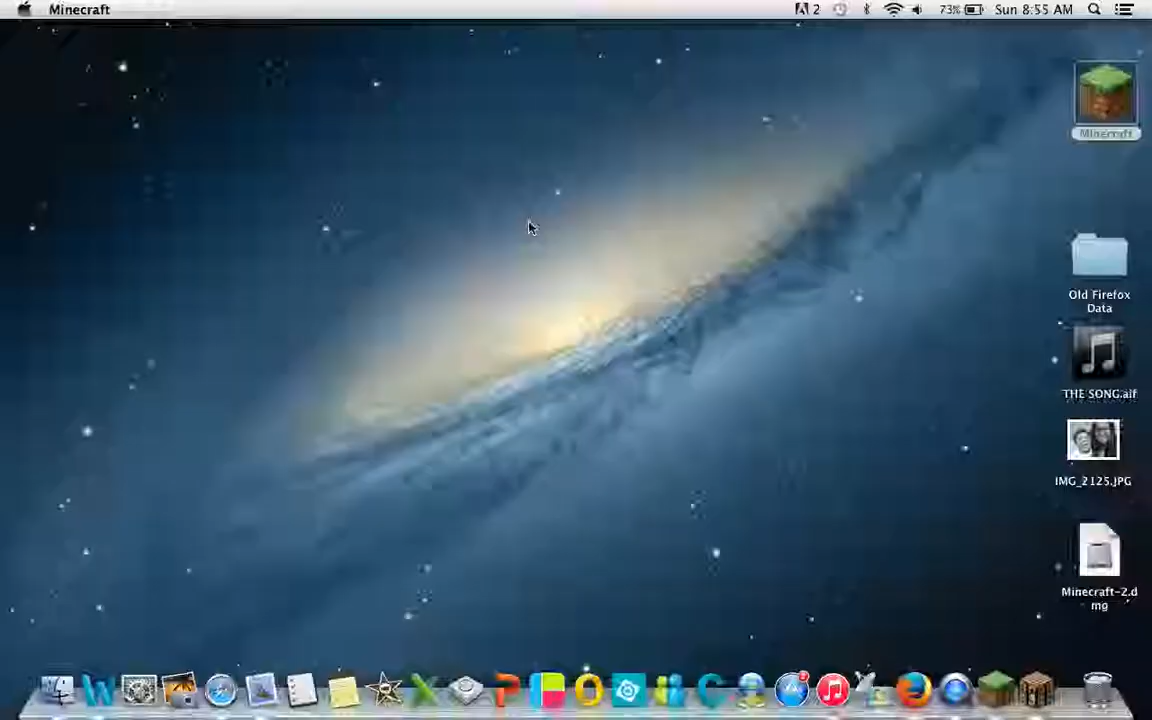 Minecraft
2
73%
Sun 8:55 AM
Minecraft
Old Firefox
Data
THE SONG.aif
IMG_2125.JPG
Minecraft-2.d
mg